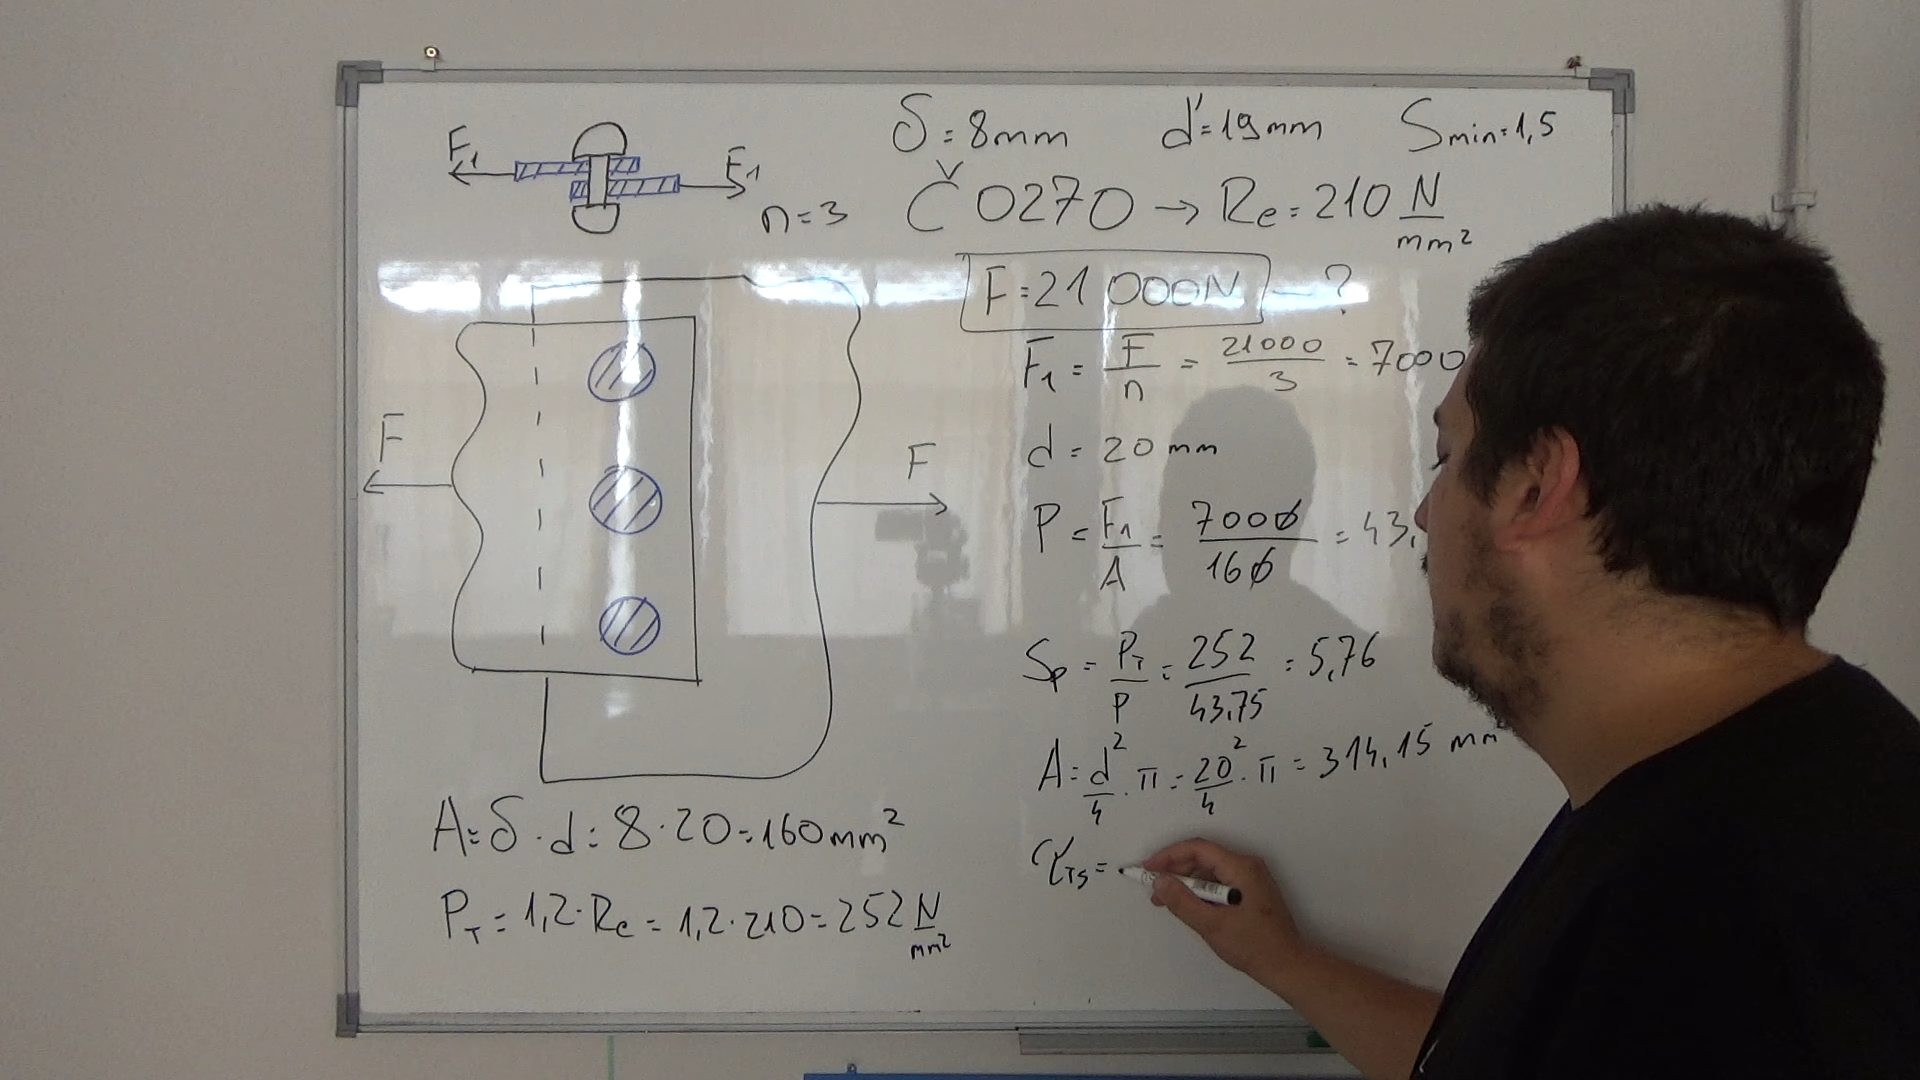 δ = 8mm d' = 19mm Smin = 1,5
F₁ F₁ n = 3
Č 0270 → Re = 210 N/mm²
F = 21 000N — ?
F₁ = F/n = 21000/3 = 7000
F F
d = 20 mm
P = F₁/A = 7000/160 = 43,
Sp = PT/P = 252/43,75 = 5,76
A = d²/4 · π = 20²/4 · π = 314,15 mm²
τTS =
A = δ · d = 8 · 20 = 160mm²
PT = 1,2 · Re = 1,2 · 210 = 252 N/mm²